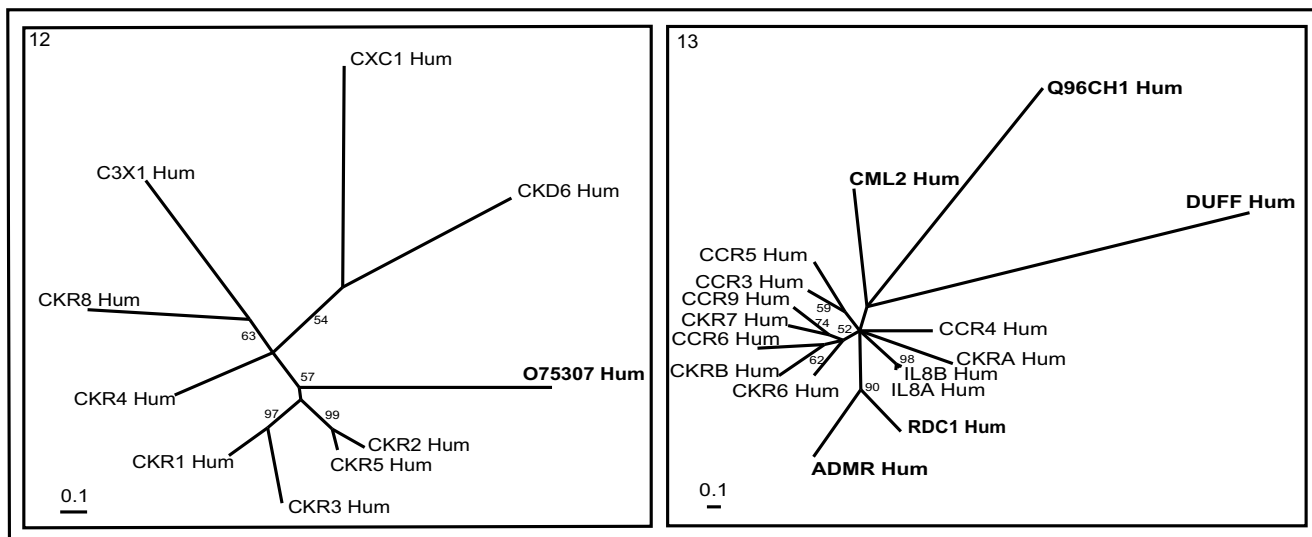 12
CXC1 Hum
C3X1 Hum
CKD6 Hum
CKR8 Hum
63
54
57
O75307 Hum
CKR4 Hum
97
99
CKR2 Hum
CKR1 Hum
CKR5 Hum
CKR3 Hum
0.1
13
Q96CH1 Hum
CML2 Hum
DUFF Hum
CCR5 Hum
CCR3 Hum
CCR9 Hum
59
CKR7 Hum
74
52
CCR4 Hum
CCR6 Hum
62
98
CKRA Hum
CKRB Hum
IL8B Hum
CKR6 Hum
IL8A Hum
90
RDC1 Hum
ADMR Hum
0.1